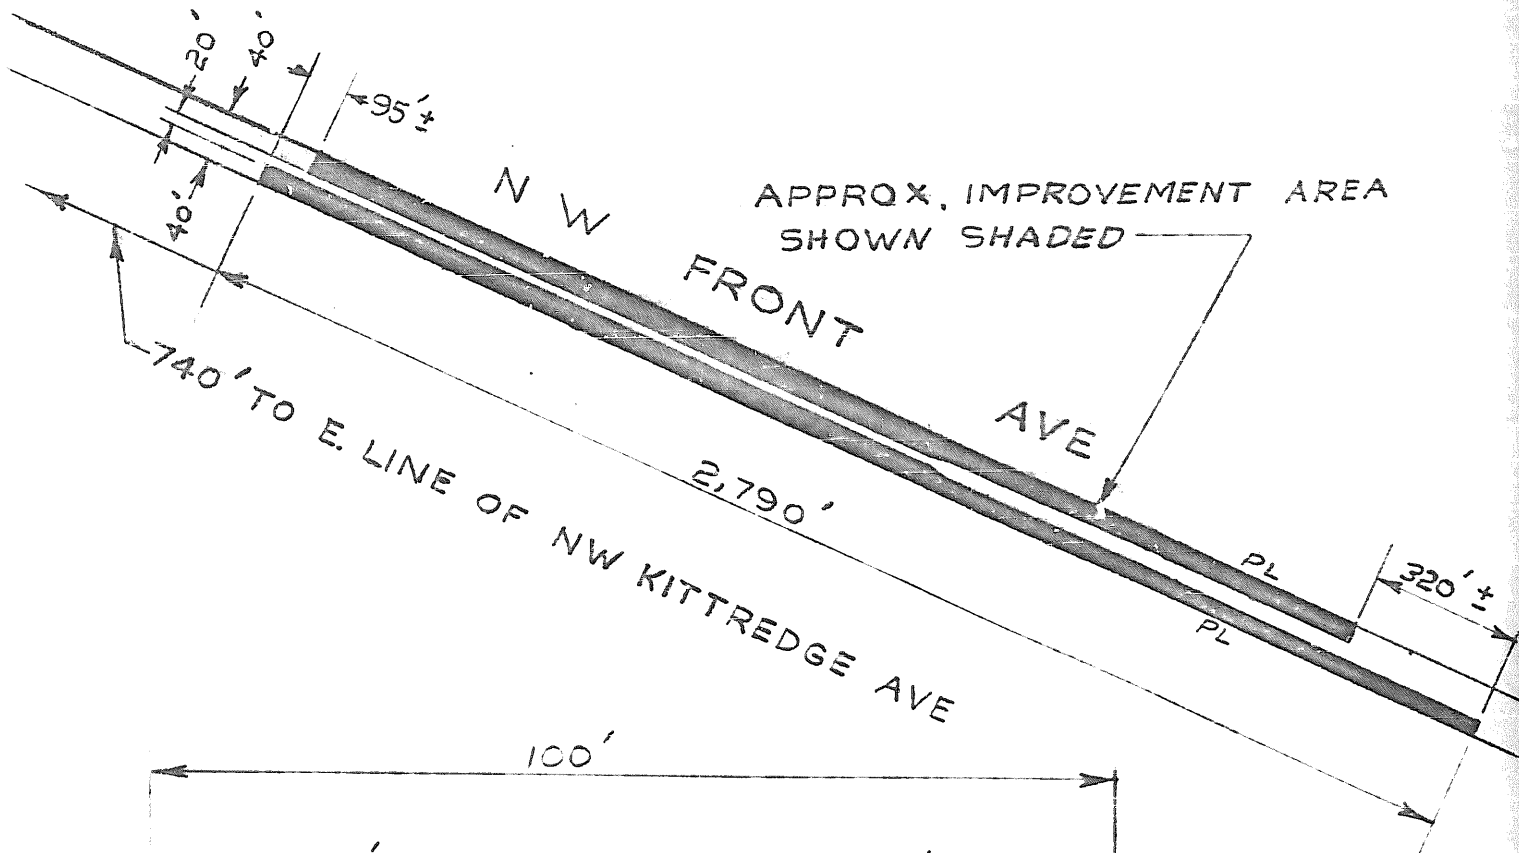 20'
40'
95'±
40'
N W FRONT AVE
APPROX. IMPROVEMENT AREA
SHOWN SHADED
740' TO E. LINE OF NW KITTREDGE AVE
2,790'
PL
PL
320'±
100'